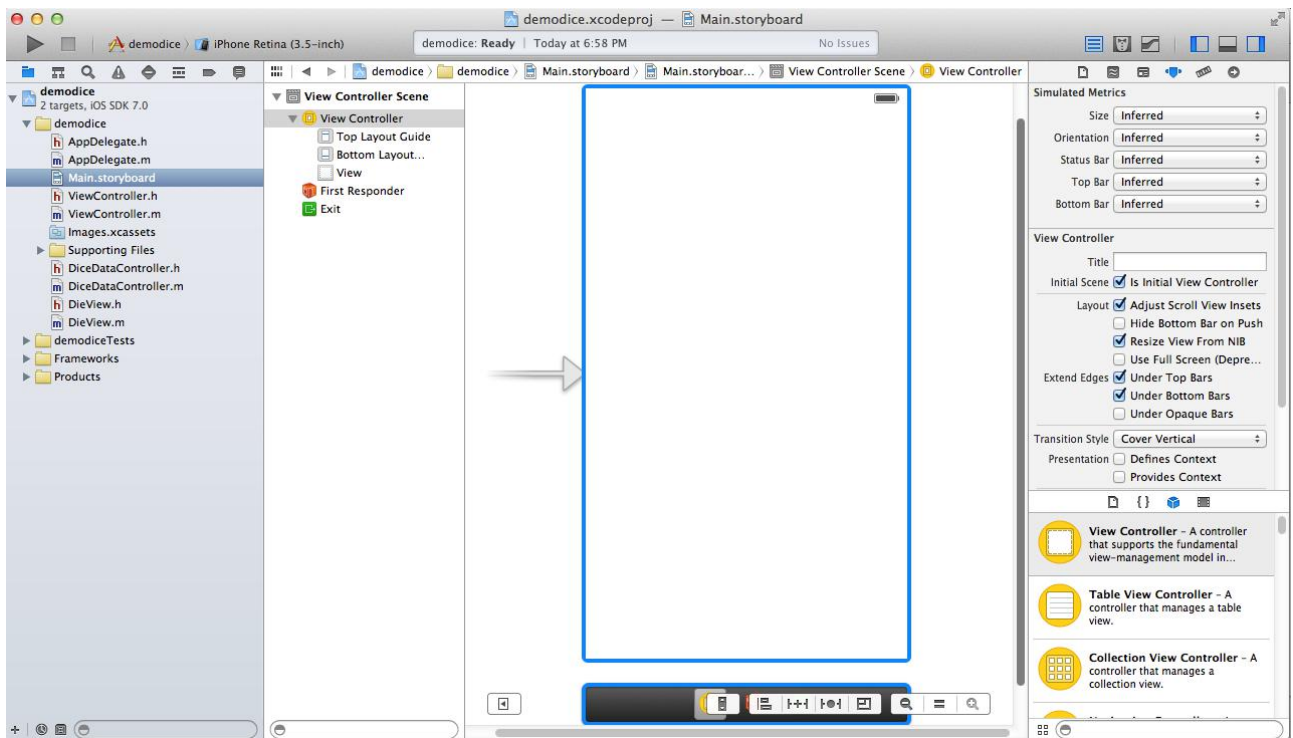 demodice.xcodeproj — Main.storyboard
demodice 〉 iPhone Retina (3.5-inch)
demodice: Ready | Today at 6:58 PM
No Issues
demodice 〉 demodice 〉 Main.storyboard 〉 Main.storyboar... 〉 View Controller Scene 〉 View Controller
demodice
2 targets, iOS SDK 7.0
demodice
AppDelegate.h
AppDelegate.m
Main.storyboard
ViewController.h
ViewController.m
Images.xcassets
Supporting Files
DiceDataController.h
DiceDataController.m
DieView.h
DieView.m
demodiceTests
Frameworks
Products
View Controller Scene
View Controller
Top Layout Guide
Bottom Layout...
View
First Responder
Exit
Simulated Metrics
Size Inferred
Orientation Inferred
Status Bar Inferred
Top Bar Inferred
Bottom Bar Inferred
View Controller
Title
Initial Scene Is Initial View Controller
Layout Adjust Scroll View Insets
Hide Bottom Bar on Push
Resize View From NIB
Use Full Screen (Depre...
Extend Edges Under Top Bars
Under Bottom Bars
Under Opaque Bars
Transition Style Cover Vertical
Presentation Defines Context
Provides Context
View Controller – A controller
that supports the fundamental
view-management model in...
Table View Controller – A
controller that manages a table
view.
Collection View Controller – A
controller that manages a
collection view.